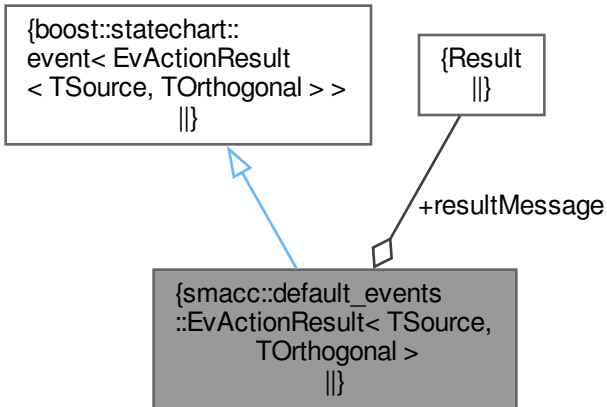 {boost::statechart::
event< EvActionResult
< TSource, TOrthogonal > >
||}
{Result
||}
+resultMessage
{smacc::default_events
::EvActionResult< TSource,
TOrthogonal >
||}